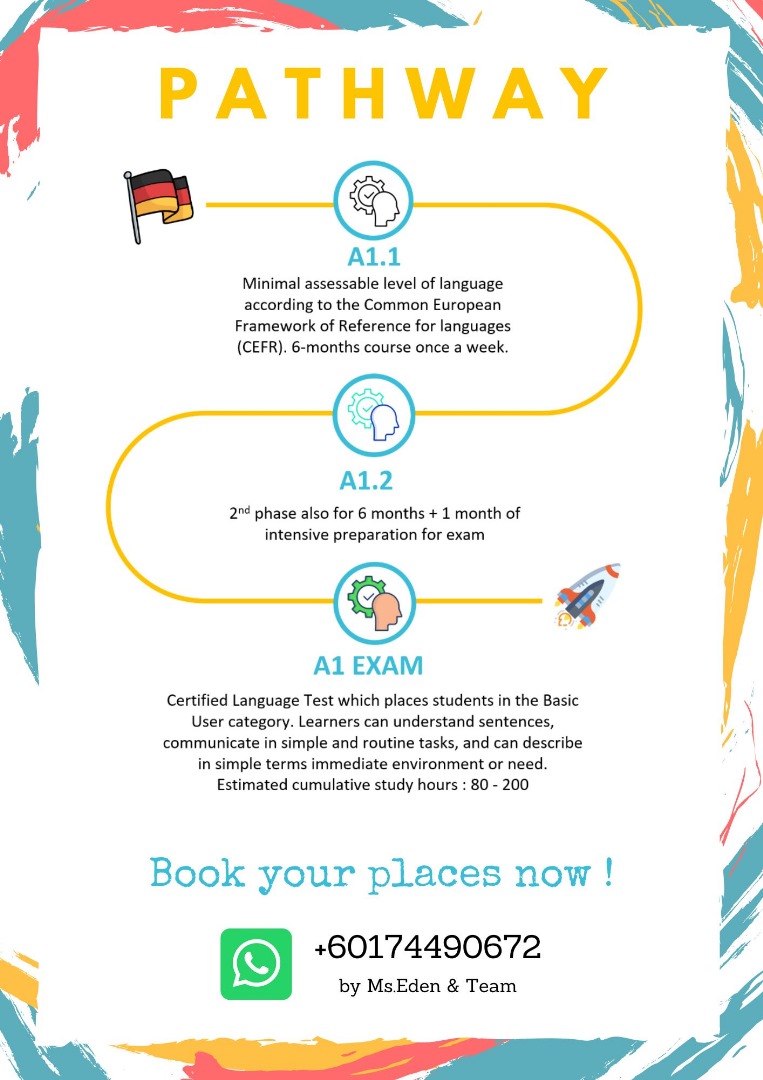 PATHWAY
A1.1
Minimal assessable level of language
according to the Common European
Framework of Reference for languages
(CEFR). 6-months course once a week.
A1.2
2nd phase also for 6 months + 1 month of
intensive preparation for exam
A1 EXAM
Certified Language Test which places students in the Basic
User category. Learners can understand sentences,
communicate in simple and routine tasks, and can describe
in simple terms immediate environment or need.
Estimated cumulative study hours : 80 - 200
Book your places now !
+60174490672
by Ms.Eden & Team